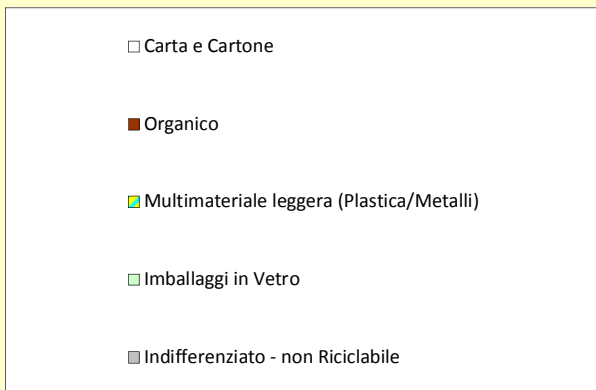 Carta e Cartone
Organico
Multimateriale leggera (Plastica/Metalli)
Imballaggi in Vetro
Indifferenziato - non Riciclabile